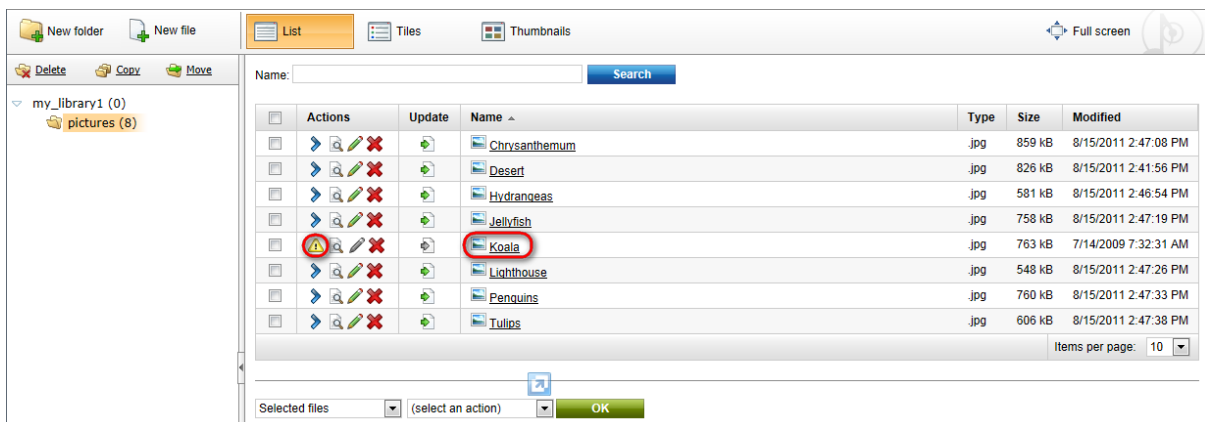 New folder New file List Tiles Thumbnails Full screen
Delete Copy Move
Name: Search
my_library1 (0)
pictures (8)
Actions Update Name Type Size Modified
Chrysanthemum .jpg 859 kB 8/15/2011 2:47:08 PM
Desert .jpg 826 kB 8/15/2011 2:41:56 PM
Hydrangeas .jpg 581 kB 8/15/2011 2:46:54 PM
Jellyfish .jpg 758 kB 8/15/2011 2:47:19 PM
Koala .jpg 763 kB 7/14/2009 7:32:31 AM
Lighthouse .jpg 548 kB 8/15/2011 2:47:26 PM
Penguins .jpg 760 kB 8/15/2011 2:47:33 PM
Tulips .jpg 606 kB 8/15/2011 2:47:38 PM
Items per page: 10
Selected files (select an action) OK